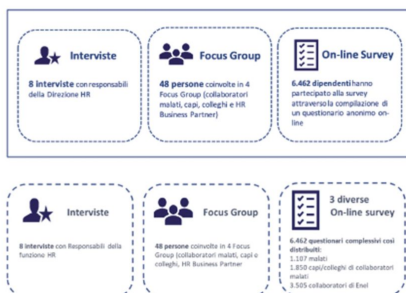 Interviste
8 interviste con responsabili
della Direzione HR
Focus Group
48 persone coinvolte in 4
Focus Group (collaboratori
malati, capi, colleghi e HR
Business Partner)
On-line Survey
6.462 dipendenti hanno
partecipato alla survey
attraverso la compilazione di
un questionario anonimo on-
line
Interviste
8 interviste con Responsabili della
funzione HR
Focus Group
48 persone coinvolte in 4 Focus
Group (collaboratori malati, capi e
colleghi, HR Business Partner
3 diverse
On-line survey
6.462 questionari complessivi così
distribuiti:
1.107 malati
1.850 capi/colleghi di collaboratori
malati
3.505 collaboratori di Enel